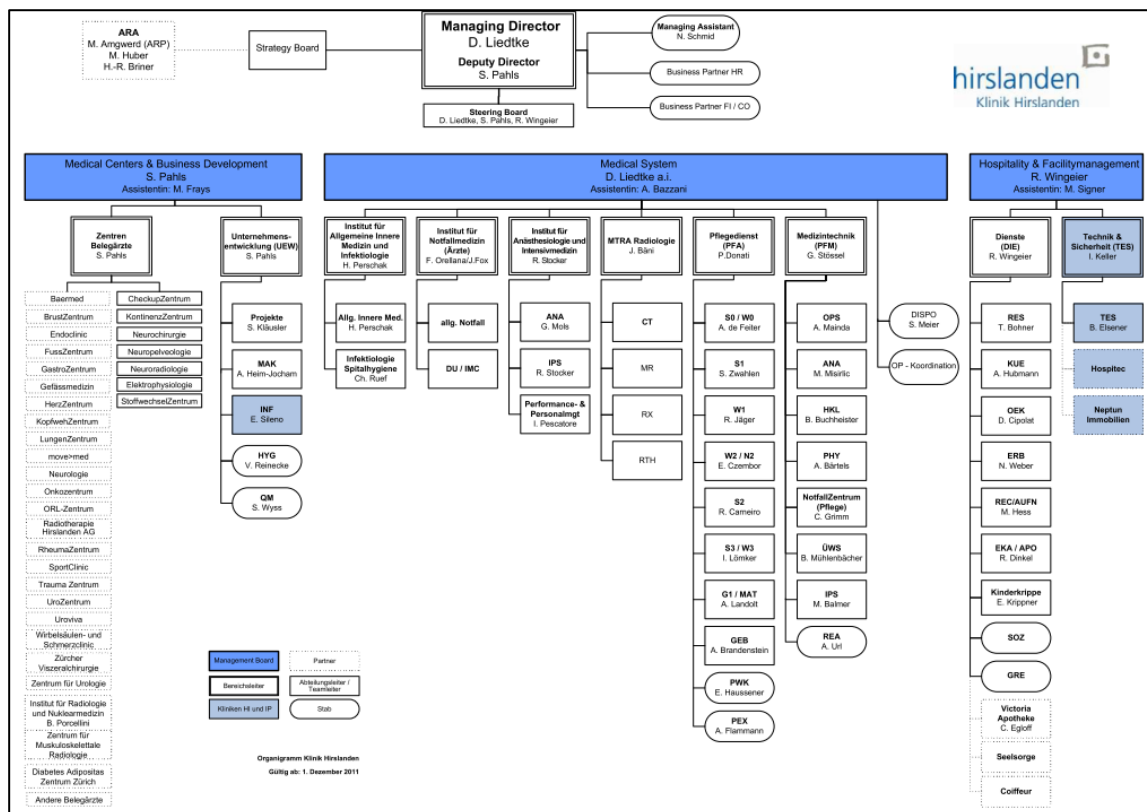 ARA
M. Amgwerd (ARP)
M. Huber
H.-R. Briner
Strategy Board
Managing Director
D. Liedtke
Deputy Director
S. Pahls
Steering Board
D. Liedtke, S. Pahls, R. Wingeier
Managing Assistant
N. Schmid
Business Partner HR
Business Partner FI / CO
hirslanden
Klinik Hirslanden
Medical Centers & Business Development
S. Pahls
Assistentin: M. Frays
Medical System
D. Liedtke a.i.
Assistentin: A. Bazzani
Hospitality & Facilitymanagement
R. Wingeier
Assistentin: M. Signer
Zentren
Belegärzte
S. Pahls
Unternehmens-
entwicklung (UEW)
S. Pahls
Institut für
Allgemeine Innere
Medizin und
Infektiologie
H. Perschak
Institut für
Notfallmedizin
(Ärzte)
F. Orellana/J.Fox
Institut für
Anästhesiologie und
Intensivmedizin
R. Stocker
MTRA Radiologie
J. Bäni
Pflegedienst
(PFA)
P.Donati
Medizintechnik
(PFM)
G. Stössel
Dienste
(DIE)
R. Wingeier
Technik &
Sicherheit (TES)
I. Keller
Baermed
BrustZentrum
Endoclinic
FussZentrum
GastroZentrum
Gefässmedizin
HerzZentrum
KopfwehZentrum
LungenZentrum
move>med
Neurologie
Onkozentrum
ORL-Zentrum
Radiotherapie
Hirslanden AG
RheumaZentrum
SportClinic
Trauma Zentrum
UroZentrum
Uroviva
Wirbelsäulen- und
Schmerzclinic
Zürcher
Viszeralchirurgie
Zentrum für Urologie
Institut für Radiologie
und Nuklearmedizin
B. Porcellini
Zentrum für
Muskuloskelettale
Radiologie
Diabetes Adipositas
Zentrum Zürich
Andere Belegärzte
CheckupZentrum
KontinenzZentrum
Neurochirurgie
Neuropelveologie
Neuroradiologie
Elektrophysiologie
StoffwechselZentrum
Projekte
S. Kläusler
MAK
A. Heim-Jocham
INF
E. Sileno
HYG
V. Reinecke
QM
S. Wyss
Allg. Innere Med.
H. Perschak
Infektiologie
Spitalhygiene
Ch. Ruef
allg. Notfall
DU / IMC
ANA
G. Mols
IPS
R. Stocker
Performance- &
Personalmgt
I. Pescatore
CT
MR
RX
RTH
S0 / W0
A. de Feiter
S1
S. Zwahlen
W1
R. Jäger
W2 / N2
E. Czembor
S2
R. Carneiro
S3 / W3
I. Lömker
G1 / MAT
A. Landolt
GEB
A. Brandenstein
PWK
E. Haussener
PEX
A. Flammann
OPS
A. Mainda
ANA
M. Misirlic
HKL
B. Buchheister
PHY
A. Bärtels
NotfallZentrum
(Pflege)
C. Grimm
ÜWS
B. Mühlenbächer
IPS
M. Balmer
REA
A. Url
DISPO
S. Meier
OP - Koordination
RES
T. Bohner
KUE
A. Hubmann
OEK
D. Cipolat
ERB
N. Weber
REC/AUFN
M. Hess
EKA / APO
R. Dinkel
Kinderkrippe
E. Krippner
SOZ
GRE
Victoria
Apotheke
C. Egloff
Seelsorge
Coiffeur
TES
B. Elsener
Hospitec
Neptun
Immobilien
Management Board
Partner
Bereichsleiter
Abteilungsleiter /
Teamleiter
Kliniken HI und IP
Stab
Organigramm Klinik Hirslanden
Gültig ab: 1. Dezember 2011